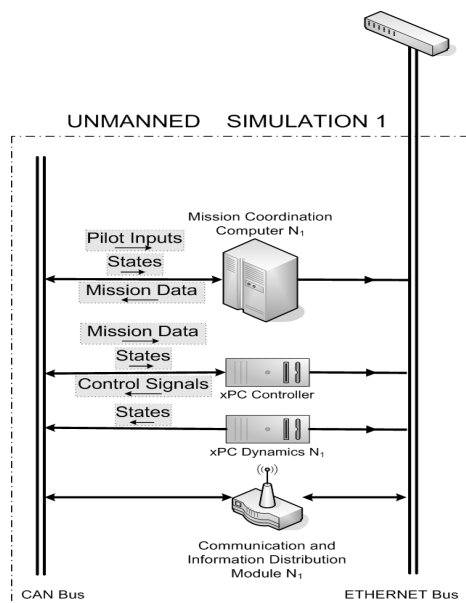 UNMANNED SIMULATION 1
Mission Coordination
Computer N1
Pilot Inputs
States
Mission Data
Mission Data
States
Control Signals
xPC Controller
States
xPC Dynamics N1
Communication and
Information Distribution
Module N1
CAN Bus
ETHERNET Bus